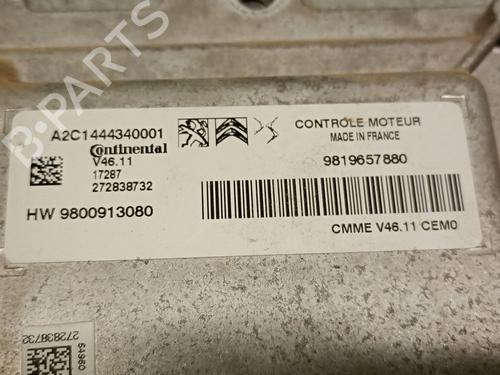 B-PARTS
A2C1444340001
Continental
V46.11
17287
272838732
HW 9800913080
CONTROLE MOTEUR
MADE IN FRANCE
9819657880
CMME V46.11 CEM0
272838732
64960